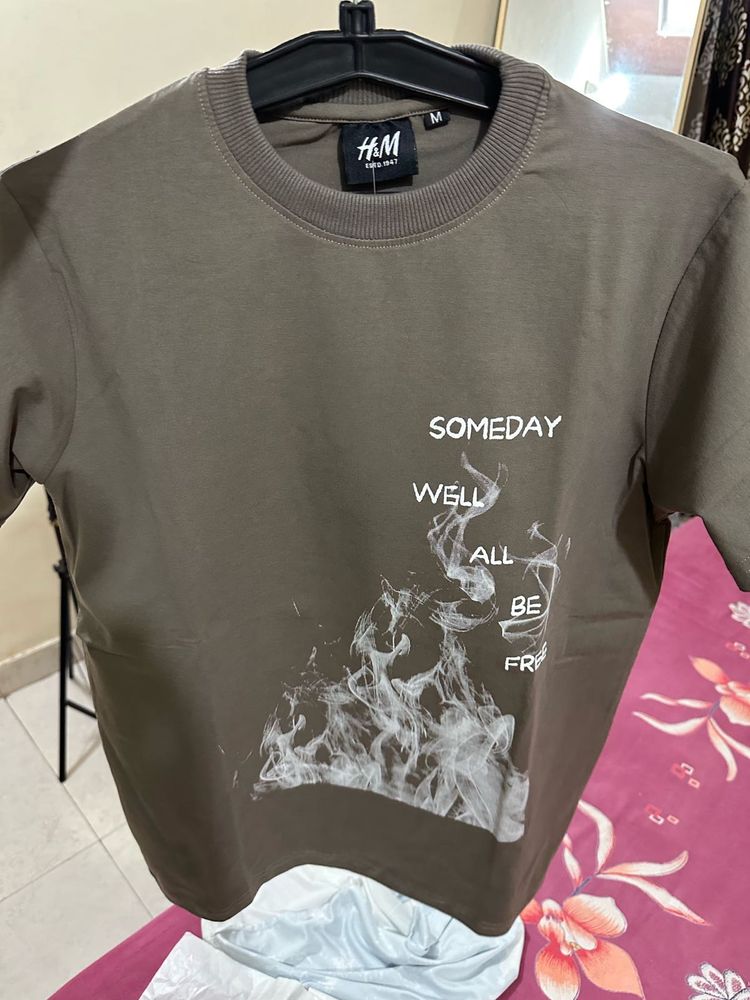 H&M
ESTD.1947
M
SOMEDAY
WELL
ALL
BE
FREE